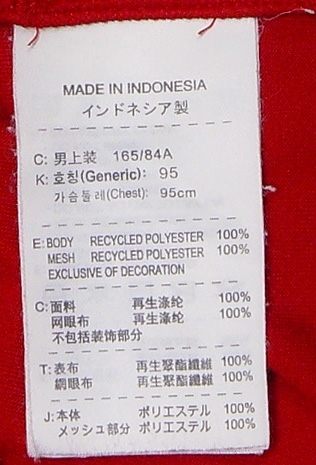 MADE IN INDONESIA
インドネシア製
C: 男上装 165/84A
K: 호칭(Generic): 95
가슴둘레(Chest): 95cm
E: BODY RECYCLED POLYESTER 100%
MESH RECYCLED POLYESTER 100%
EXCLUSIVE OF DECORATION
C: 面料 再生涤纶 100%
网眼布 再生涤纶 100%
不包括装饰部分
T: 表布 再生聚酯纖維 100%
網眼布 再生聚酯纖維 100%
J: 本体 ポリエステル 100%
メッシュ部分 ポリエステル 100%